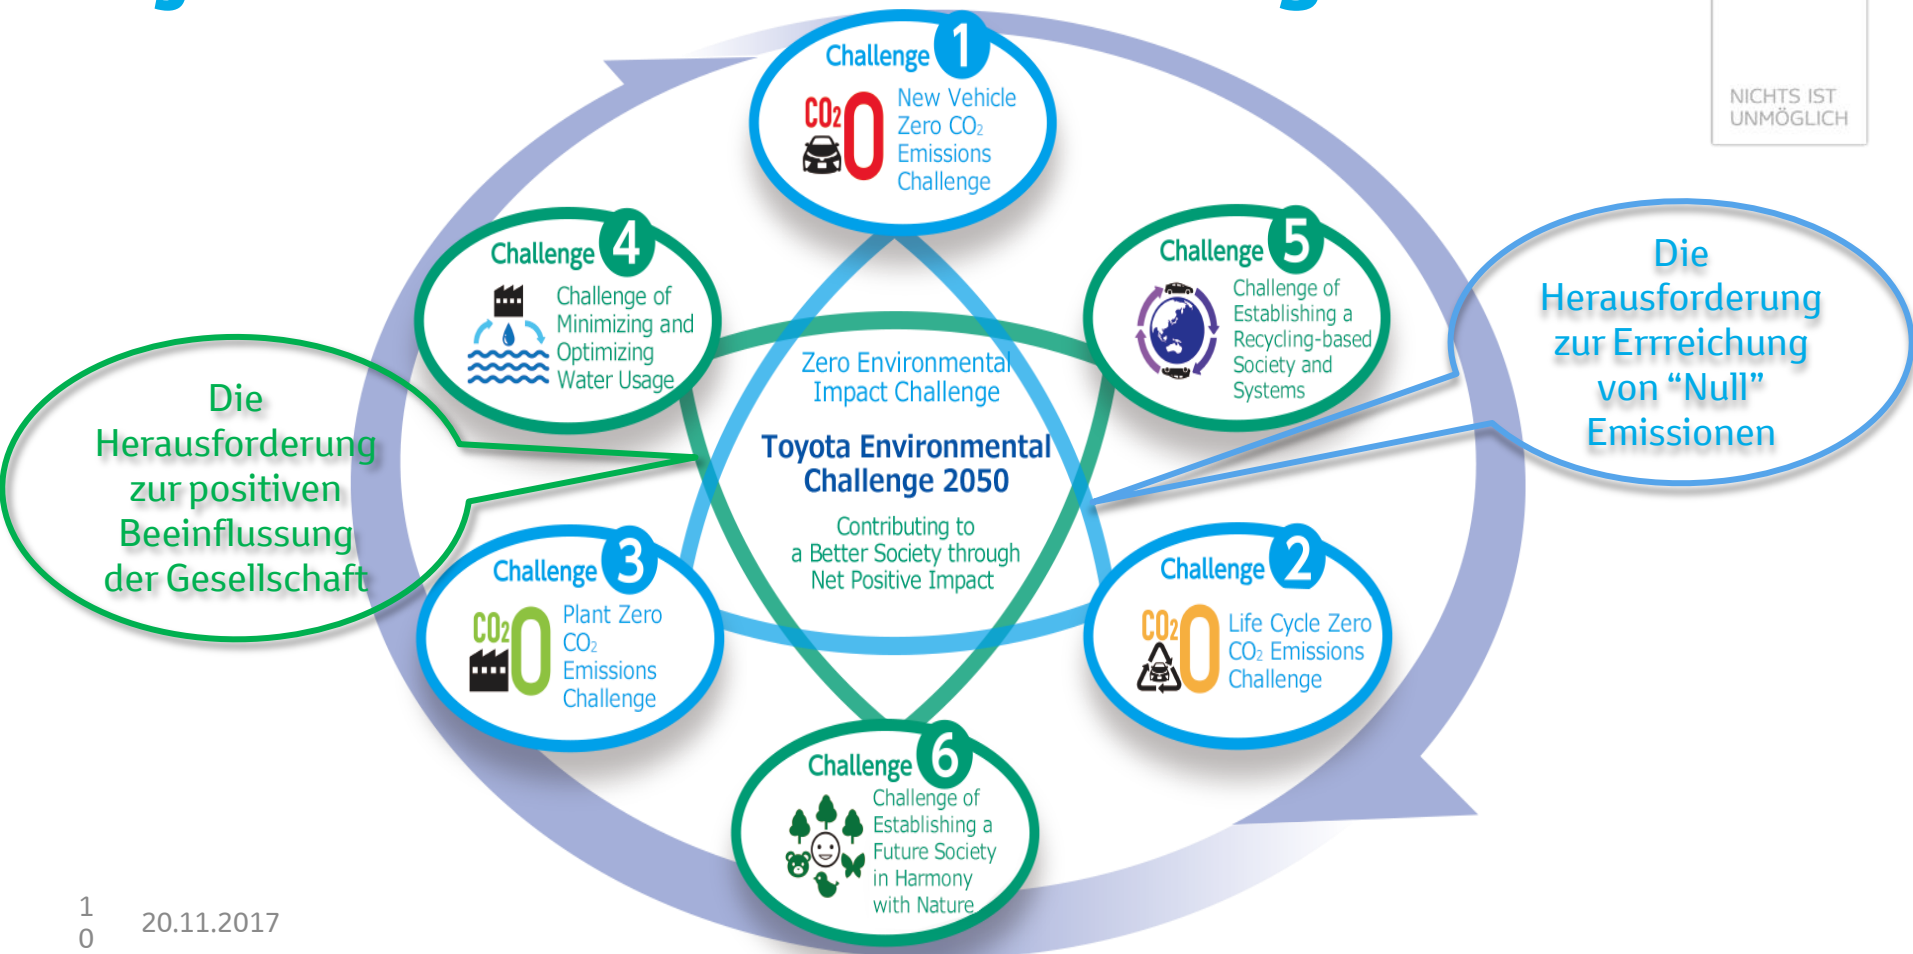 NICHTS IST
UNMÖGLICH
Challenge 1
CO₂ 0
New Vehicle
Zero CO₂
Emissions
Challenge
Challenge 4
Challenge of
Minimizing and
Optimizing
Water Usage
Challenge 5
Challenge of
Establishing a
Recycling-based
Society and
Systems
Die
Herausforderung
zur Errreichung
von “Null”
Emissionen
Die
Herausforderung
zur positiven
Beeinflussung
der Gesellschaft
Zero Environmental
Impact Challenge
Toyota Environmental
Challenge 2050
Contributing to
a Better Society through
Net Positive Impact
Challenge 3
CO₂ 0
Plant Zero
CO₂
Emissions
Challenge
Challenge 2
CO₂ 0
Life Cycle Zero
CO₂ Emissions
Challenge
Challenge 6
Challenge of
Establishing a
Future Society
in Harmony
with Nature
1
0
20.11.2017